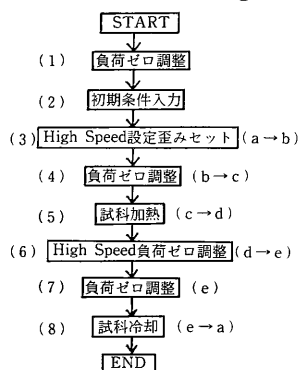 START
(1) 負荷ゼロ調整
(2) 初期条件入力
(3) High Speed設定歪みセット (a→b)
(4) 負荷ゼロ調整 (b→c)
(5) 試科加熱 (c→d)
(6) High Speed負荷ゼロ調整 (d→e)
(7) 負荷ゼロ調整 (e)
(8) 試科冷却 (e→a)
END